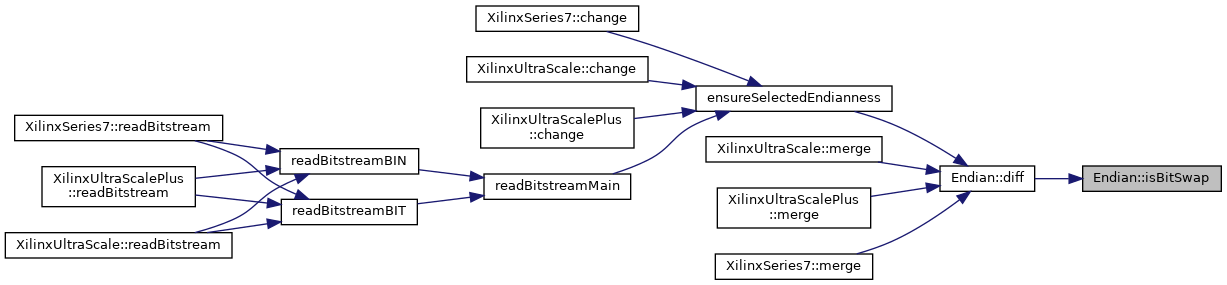 XilinxSeries7::change
XilinxUltraScale::change
ensureSelectedEndianness
XilinxUltraScalePlus
::change
XilinxSeries7::readBitstream
XilinxUltraScale::merge
readBitstreamBIN
XilinxUltraScalePlus
::readBitstream
readBitstreamMain
Endian::diff
Endian::isBitSwap
XilinxUltraScalePlus
::merge
readBitstreamBIT
XilinxUltraScale::readBitstream
XilinxSeries7::merge